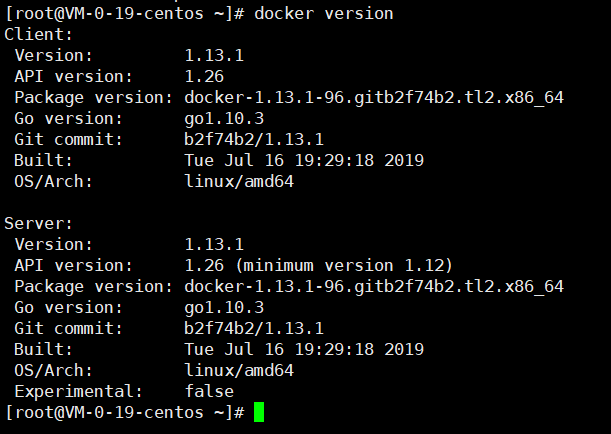 [root@VM-0-19-centos ~]# docker version
Client:
 Version:         1.13.1
 API version:     1.26
 Package version: docker-1.13.1-96.gitb2f74b2.tl2.x86_64
 Go version:      go1.10.3
 Git commit:      b2f74b2/1.13.1
 Built:           Tue Jul 16 19:29:18 2019
 OS/Arch:         linux/amd64

Server:
 Version:         1.13.1
 API version:     1.26 (minimum version 1.12)
 Package version: docker-1.13.1-96.gitb2f74b2.tl2.x86_64
 Go version:      go1.10.3
 Git commit:      b2f74b2/1.13.1
 Built:           Tue Jul 16 19:29:18 2019
 OS/Arch:         linux/amd64
 Experimental:    false
[root@VM-0-19-centos ~]#